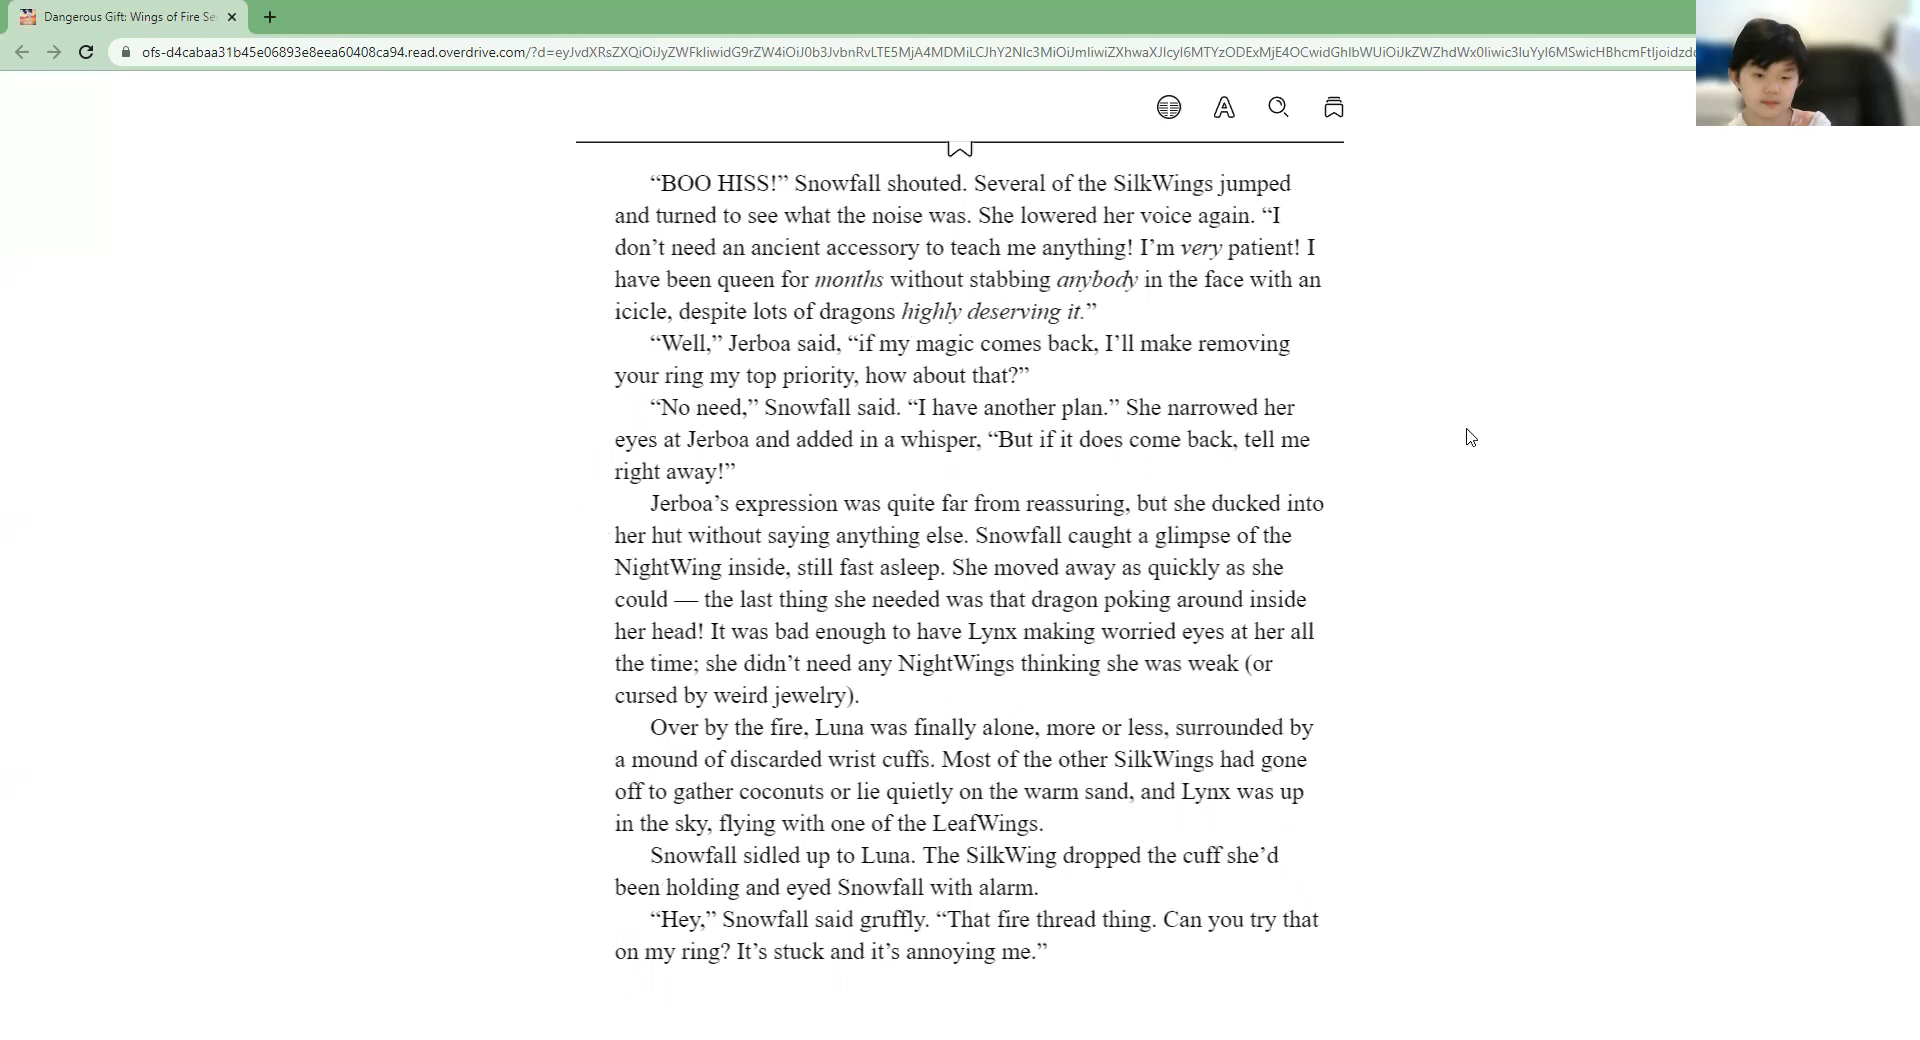 Dangerous Gift: Wings of Fire Se
ofs-d4cabaa31b45e06893e8eea60408ca94.read.overdrive.com/?d=
“BOO HISS!” Snowfall shouted. Several of the SilkWings jumped
and turned to see what the noise was. She lowered her voice again. “I
don’t need an ancient accessory to teach me anything! I’m very patient! I
have been queen for months without stabbing anybody in the face with an
icicle, despite lots of dragons highly deserving it.”
“Well,” Jerboa said, “if my magic comes back, I’ll make removing
your ring my top priority, how about that?”
“No need,” Snowfall said. “I have another plan.” She narrowed her
eyes at Jerboa and added in a whisper, “But if it does come back, tell me
right away!”
Jerboa’s expression was quite far from reassuring, but she ducked into
her hut without saying anything else. Snowfall caught a glimpse of the
NightWing inside, still fast asleep. She moved away as quickly as she
could — the last thing she needed was that dragon poking around inside
her head! It was bad enough to have Lynx making worried eyes at her all
the time; she didn’t need any NightWings thinking she was weak (or
cursed by weird jewelry).
Over by the fire, Luna was finally alone, more or less, surrounded by
a mound of discarded wrist cuffs. Most of the other SilkWings had gone
off to gather coconuts or lie quietly on the warm sand, and Lynx was up
in the sky, flying with one of the LeafWings.
Snowfall sidled up to Luna. The SilkWing dropped the cuff she’d
been holding and eyed Snowfall with alarm.
“Hey,” Snowfall said gruffly. “That fire thread thing. Can you try that
on my ring? It’s stuck and it’s annoying me.”